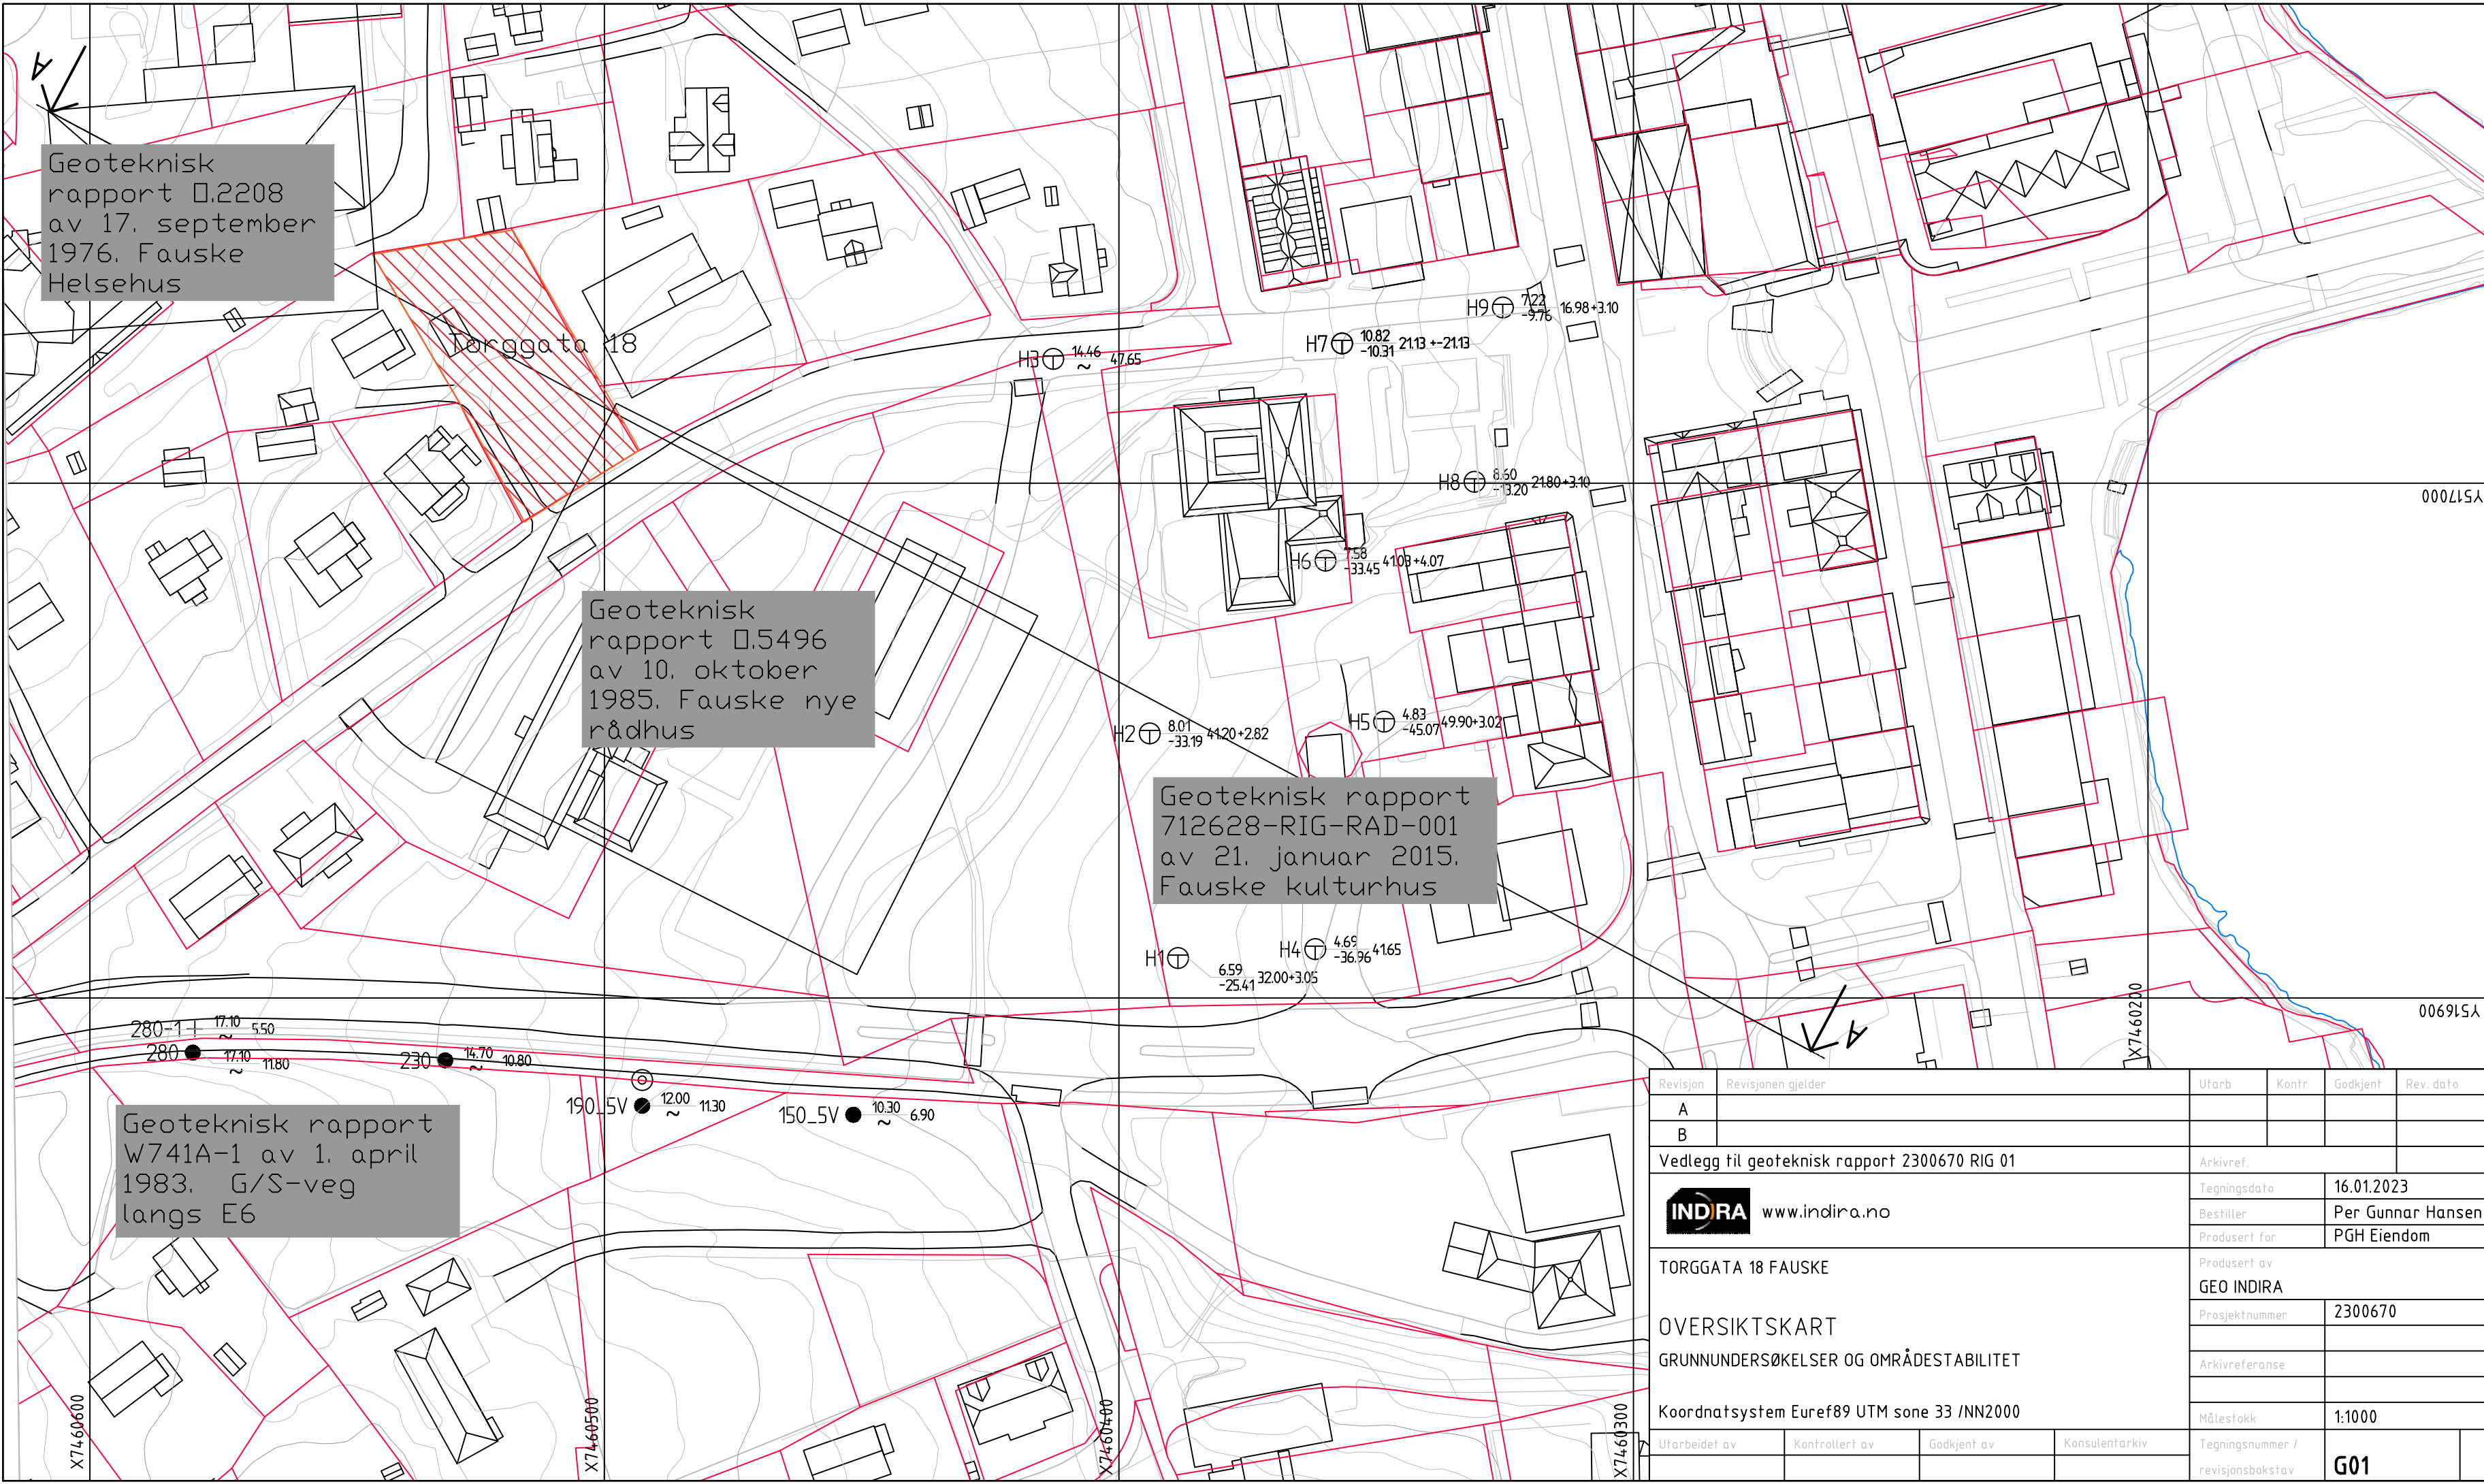 A
Geoteknisk
rapport .2208
av 17. september
1976. Fauske
Helsehus
Torggata 18
H3 14.46 ~ 47.65
H7 10.82 -10.31 21.13 +-21.13
H9 7.22 -9.76 16.98+3.10
H8 8.60 -13.20 21.80+3.10
Y517000
H6 7.58 -33.45 41.03+4.07
Geoteknisk
rapport .5496
av 10. oktober
1985. Fauske nye
rådhus
H2 8.01 -33.19 41.20+2.82
H5 4.83 -45.07 49.90+3.02
Geoteknisk rapport
712628-RIG-RAD-001
av 21. januar 2015.
Fauske kulturhus
H1 6.59 -25.41 32.00+3.05
H4 4.69 -36.96 41.65
Y516900
A
280-1 17.10 ~ 5.50
280 17.10 ~ 11.80
230 14.70 ~ 10.80
190_5V 12.00 ~ 11.30
150_5V 10.30 ~ 6.90
Geoteknisk rapport
W741A-1 av 1. april
1983. G/S-veg
langs E6
X7460600
X7460500
X7460400
X7460300
X7460200
Revisjon Revisjonen gjelder Utarb Kontr Godkjent Rev. dato
A
B
Vedlegg til geoteknisk rapport 2300670 RIG 01
Arkivref.
INDIRA www.indira.no
Tegningsdato 16.01.2023
Bestiller Per Gunnar Hansen
Produsert for PGH Eiendom
TORGGATA 18 FAUSKE
Produsert av
GEO INDIRA
Prosjektnummer 2300670
OVERSIKTSKART
GRUNNUNDERSØKELSER OG OMRÅDESTABILITET
Arkivreferanse
Koordnatsystem Euref89 UTM sone 33 /NN2000
Målestokk 1:1000
Utarbeidet av Kontrollert av Godkjent av Konsulentarkiv
Tegningsnummer /
revisjonsbokstav G01